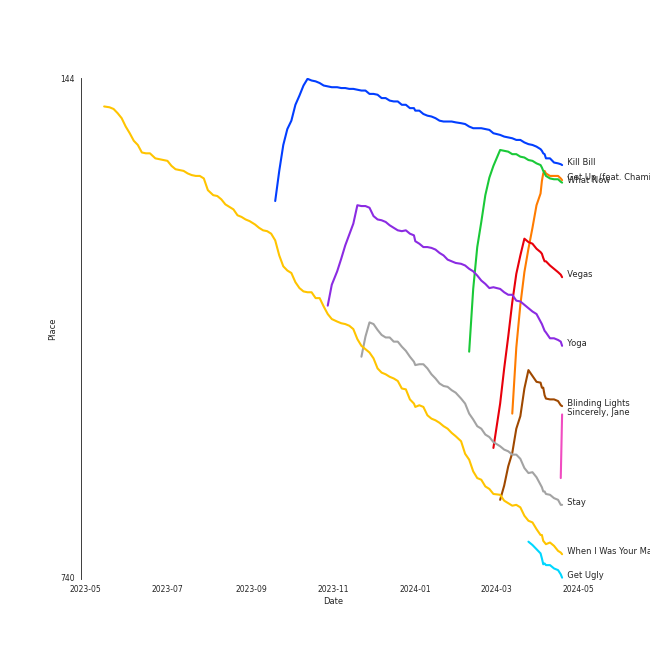 144
Kill Bill
Get Up (feat. Chami
What Now
Vegas
Place
Yoga
Blinding Lights
Sincerely, Jane
Stay
When I Was Your Ma
740
Get Ugly
2023-05
2023-07
2023-09
2023-11
2024-01
2024-03
2024-05
Date